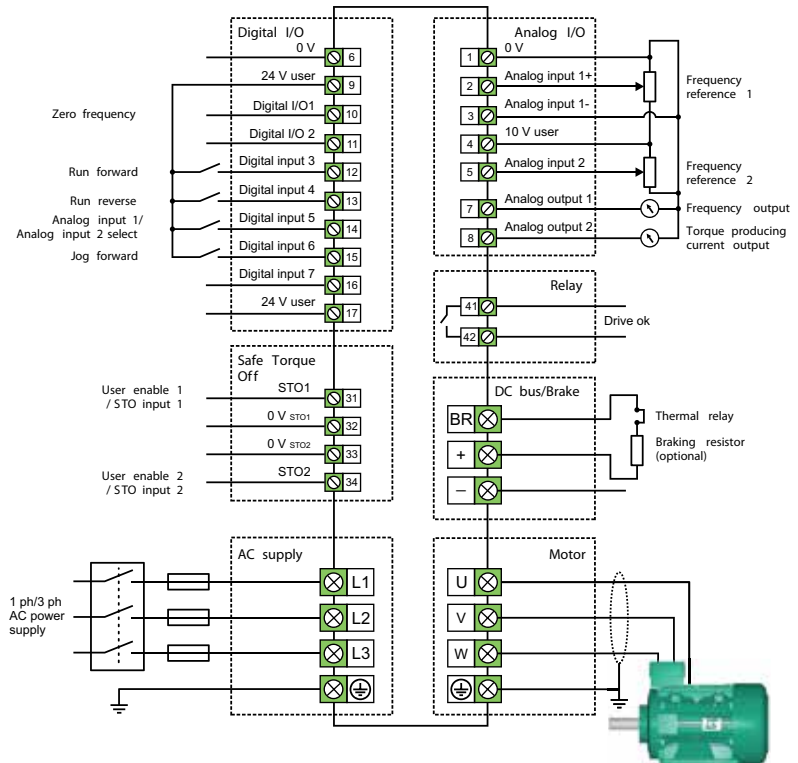 Digital I/O
0 V
6
24 V user
9
Zero frequency
Digital I/O1
10
Digital I/O 2
11
Run forward
Digital input 3
12
Run reverse
Digital input 4
13
Analog input 1/
Analog input 2 select
Digital input 5
14
Jog forward
Digital input 6
15
Digital input 7
16
24 V user
17
Analog I/O
0 V
1
Analog input 1+
2
Frequency
reference 1
Analog input 1-
3
10 V user
4
Analog input 2
5
Frequency
reference 2
Analog output 1
7
Frequency output
Analog output 2
8
Torque producing
current output
Relay
41
42
Drive ok
Safe Torque
Off
User enable 1
/ STO input 1
STO1
31
0 V STO1
32
0 V STO2
33
User enable 2
/ STO input 2
STO2
34
DC bus/Brake
BR
+
–
Thermal relay
Braking resistor
(optional)
AC supply
1 ph/3 ph
AC power
supply
L1
L2
L3
Motor
U
V
W